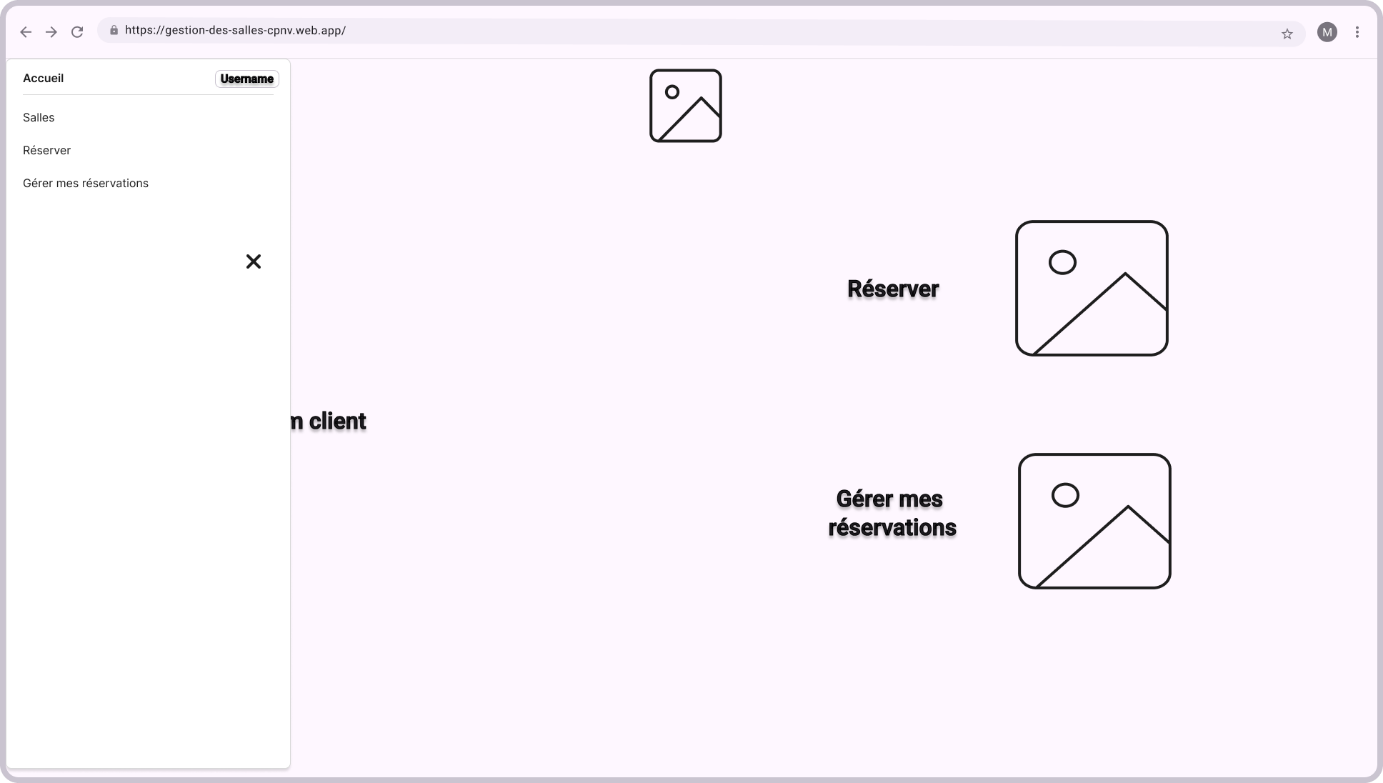 https://gestion-des-salles-cpnv.web.app/
M
Accueil
Username
Salles
Réserver
Gérer mes réservations
client
Réserver
Gérer mes
réservations